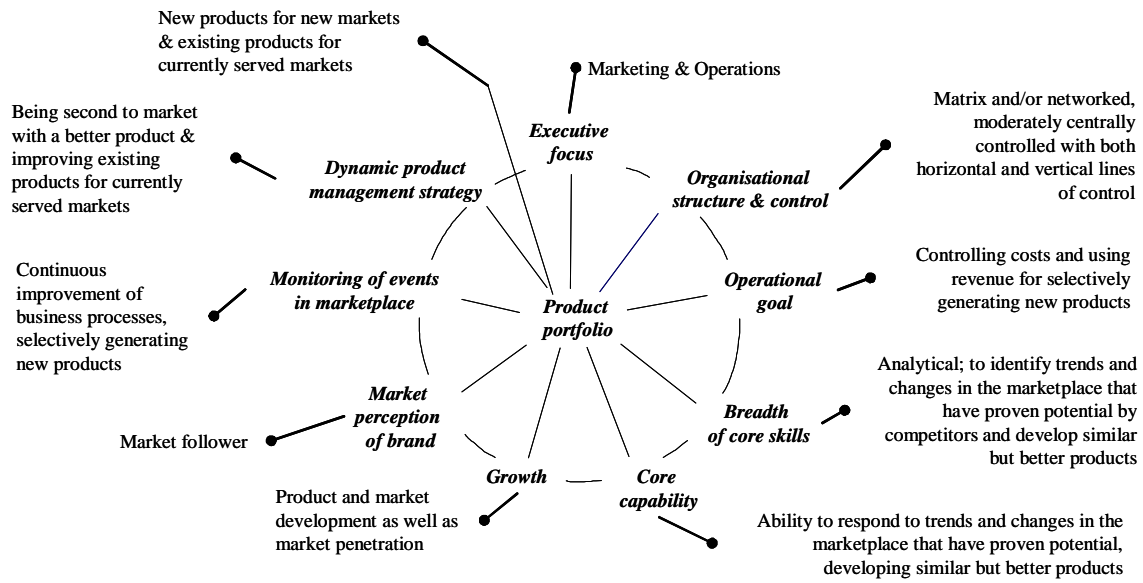 New products for new markets
& existing products for
currently served markets
Marketing & Operations
Executive
focus
Matrix and/or networked,
moderately centrally
controlled with both
horizontal and vertical lines
of control
Organisational
structure & control
Being second to market
with a better product &
improving existing
products for currently
served markets
Dynamic product
management strategy
Controlling costs and using
revenue for selectively
generating new products
Operational
goal
Continuous
improvement of
business processes,
selectively generating
new products
Monitoring of events
in marketplace
Product
portfolio
Analytical; to identify trends and
changes in the marketplace that
have proven potential by
competitors and develop similar
but better products
Breadth
of core skills
Market
perception
of brand
Market follower
Growth
Product and market
development as well as
market penetration
Core
capability
Ability to respond to trends and changes in the
marketplace that have proven potential,
developing similar but better products